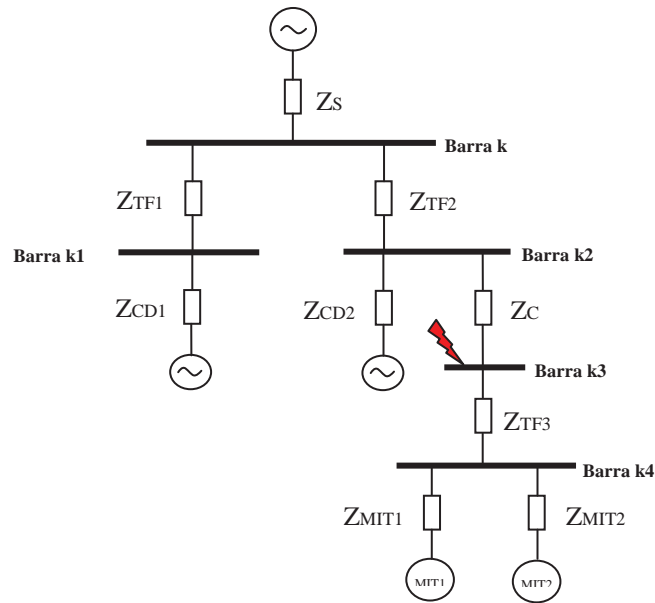 ZS
Barra k
ZTF1
ZTF2
Barra k1
Barra k2
ZCD1
ZCD2
ZC
Barra k3
ZTF3
Barra k4
ZMIT1
ZMIT2
MIT1
MIT2